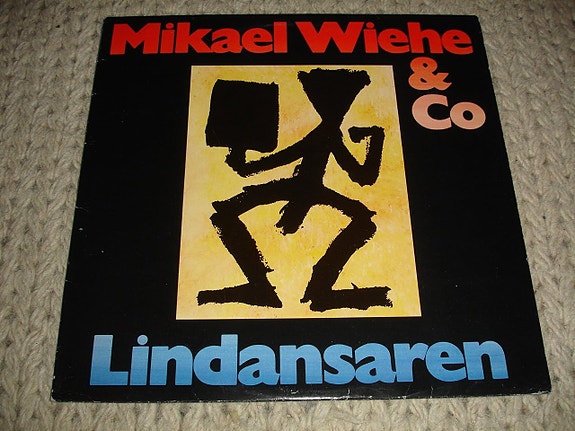 Mikael Wiehe
& Co
Lindansaren